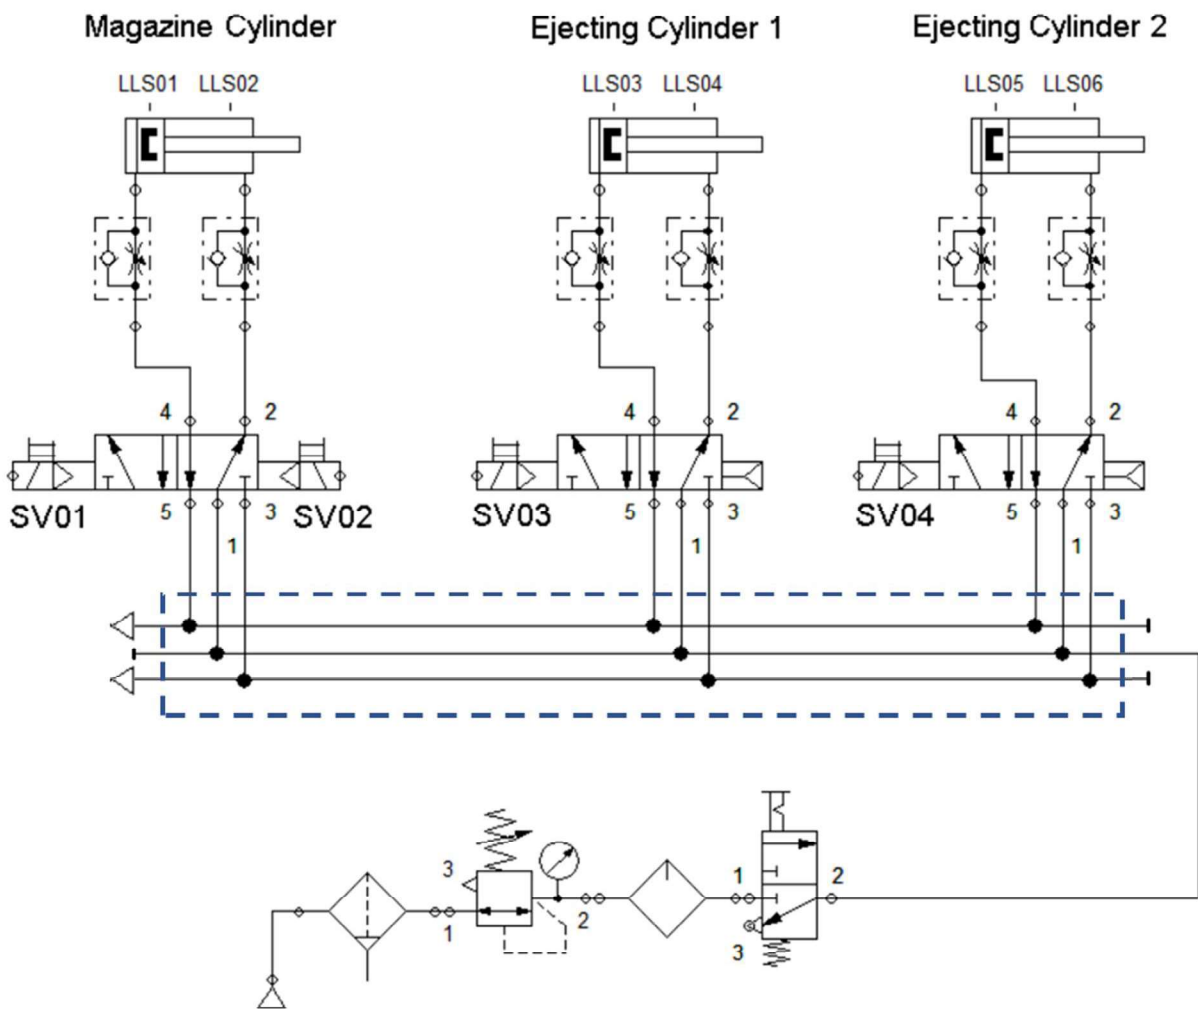 Magazine Cylinder Ejecting Cylinder 1 Ejecting Cylinder 2
LLS01 LLS02 LLS03 LLS04 LLS05 LLS06
4 2 4 2 4 2
SV01 5 3 SV02 SV03 5 3 SV04 5 3
1 1 1
3 1 2
1 2 3